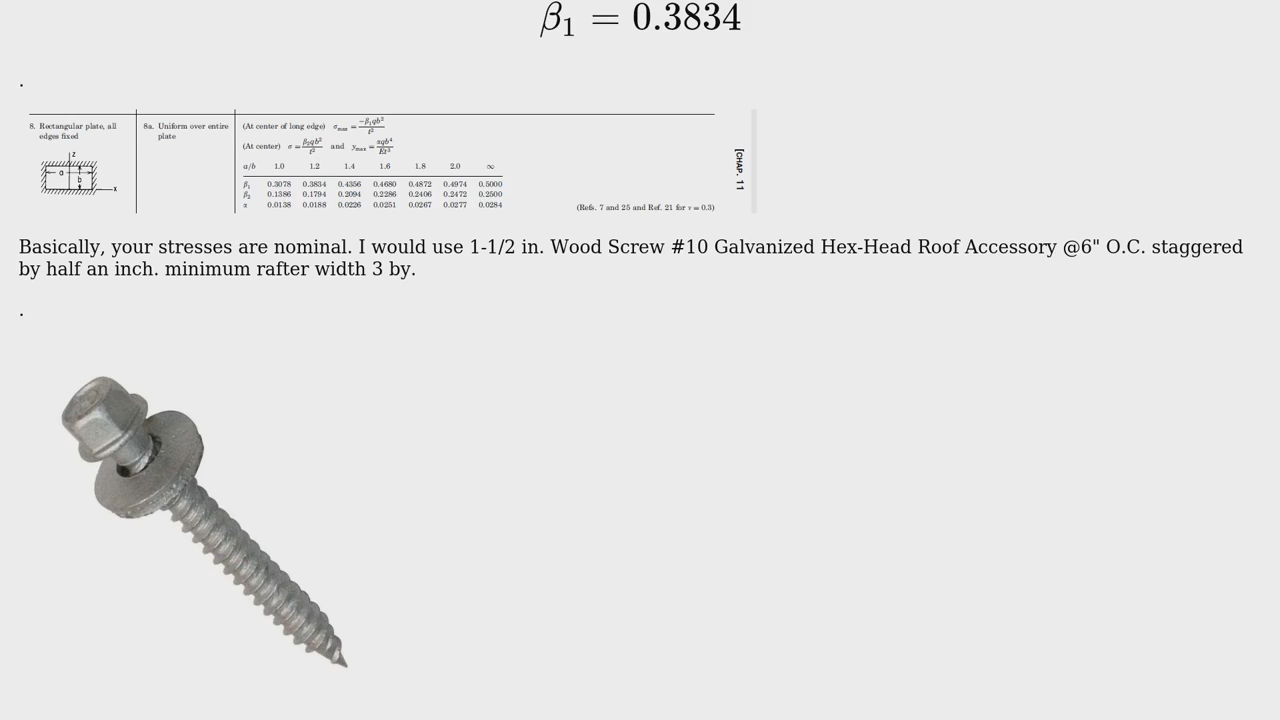 β₁ = 0.3834
.
8. Rectangular plate, all edges fixed
8a. Uniform over entire plate
(At center of long edge) σmax = −β₁qb²/t²
(At center) σ = β₂qb²/t² and ymax = αqb⁴/Et³
a/b 1.0 1.2 1.4 1.6 1.8 2.0 ∞
β₁ 0.3078 0.3834 0.4356 0.4680 0.4872 0.4974 0.5000
β₂ 0.1386 0.1794 0.2094 0.2286 0.2406 0.2472 0.2500
α 0.0138 0.0188 0.0226 0.0251 0.0267 0.0277 0.0284
(Refs. 7 and 25 and Ref. 21 for ν = 0.3)
z
a
b
x
[CHAP. 11
Basically, your stresses are nominal. I would use 1-1/2 in. Wood Screw #10 Galvanized Hex-Head Roof Accessory @6" O.C. staggered
by half an inch. minimum rafter width 3 by.
.